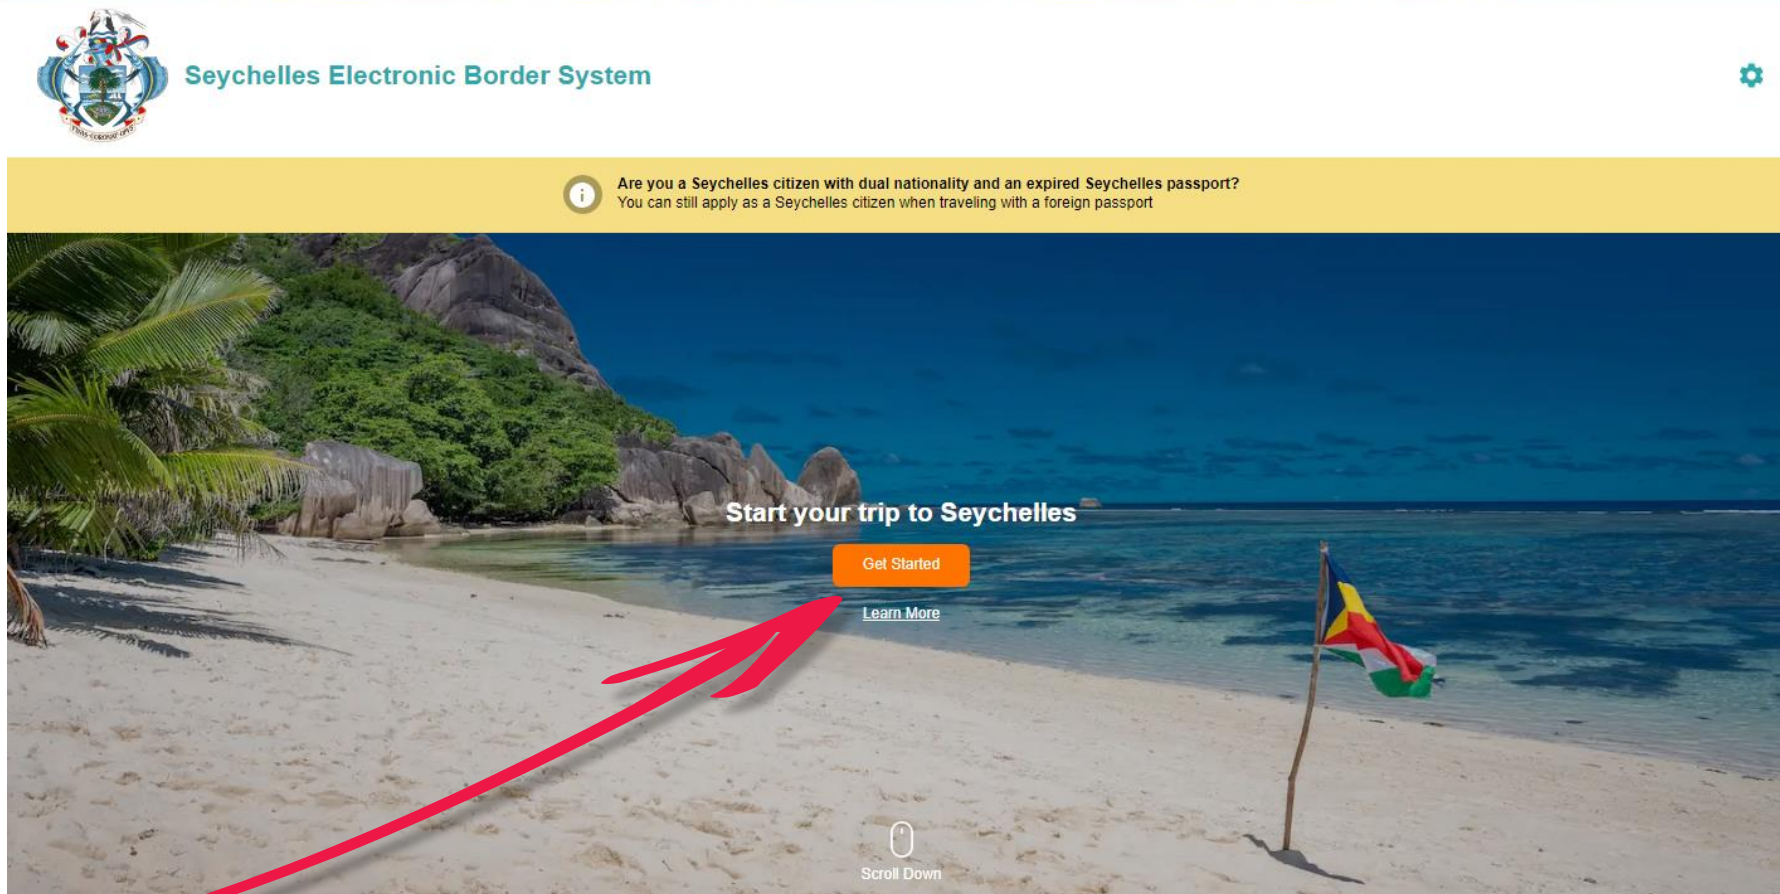 Seychelles Electronic Border System
Are you a Seychelles citizen with dual nationality and an expired Seychelles passport?
You can still apply as a Seychelles citizen when traveling with a foreign passport
Start your trip to Seychelles
Get Started
Learn More
Scroll Down